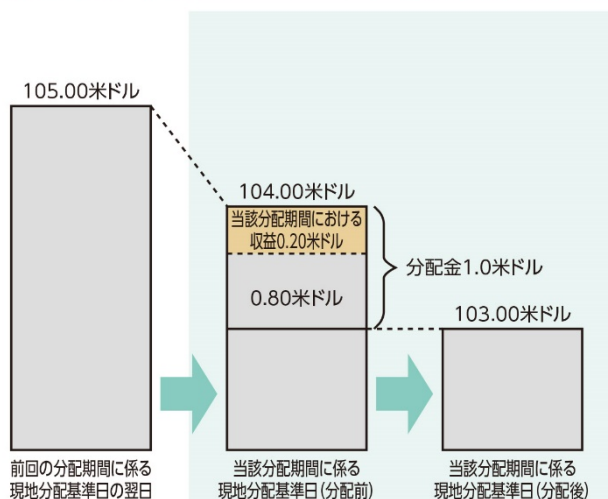 105.00米ドル
104.00米ドル
当該分配期間における
収益0.20米ドル
0.80米ドル
分配金1.0米ドル
103.00米ドル
前回の分配期間に係る
現地分配基準日の翌日
当該分配期間に係る
現地分配基準日(分配前)
当該分配期間に係る
現地分配基準日(分配後)